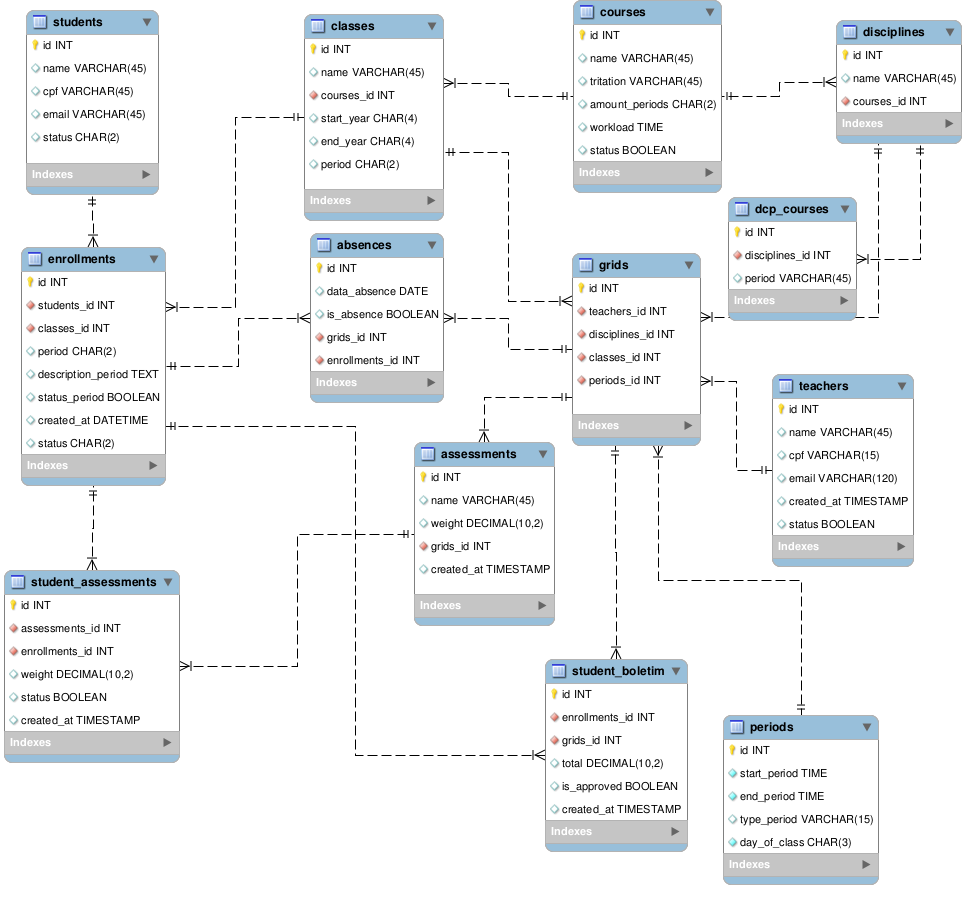 students
id INT
name VARCHAR(45)
cpf VARCHAR(45)
email VARCHAR(45)
status CHAR(2)
Indexes
classes
id INT
name VARCHAR(45)
courses_id INT
start_year CHAR(4)
end_year CHAR(4)
period CHAR(2)
Indexes
courses
id INT
name VARCHAR(45)
tritation VARCHAR(45)
amount_periods CHAR(2)
workload TIME
status BOOLEAN
Indexes
disciplines
id INT
name VARCHAR(45)
courses_id INT
Indexes
dcp_courses
id INT
disciplines_id INT
period VARCHAR(45)
Indexes
enrollments
id INT
students_id INT
classes_id INT
period CHAR(2)
description_period TEXT
status_period BOOLEAN
created_at DATETIME
status CHAR(2)
Indexes
absences
id INT
data_absence DATE
is_absence BOOLEAN
grids_id INT
enrollments_id INT
Indexes
grids
id INT
teachers_id INT
disciplines_id INT
classes_id INT
periods_id INT
Indexes
teachers
id INT
name VARCHAR(45)
cpf VARCHAR(15)
email VARCHAR(120)
created_at TIMESTAMP
status BOOLEAN
Indexes
assessments
id INT
name VARCHAR(45)
weight DECIMAL(10,2)
grids_id INT
created_at TIMESTAMP
Indexes
student_assessments
id INT
assessments_id INT
enrollments_id INT
weight DECIMAL(10,2)
status BOOLEAN
created_at TIMESTAMP
Indexes
student_boletim
id INT
enrollments_id INT
grids_id INT
total DECIMAL(10,2)
is_approved BOOLEAN
created_at TIMESTAMP
Indexes
periods
id INT
start_period TIME
end_period TIME
type_period VARCHAR(15)
day_of_class CHAR(3)
Indexes